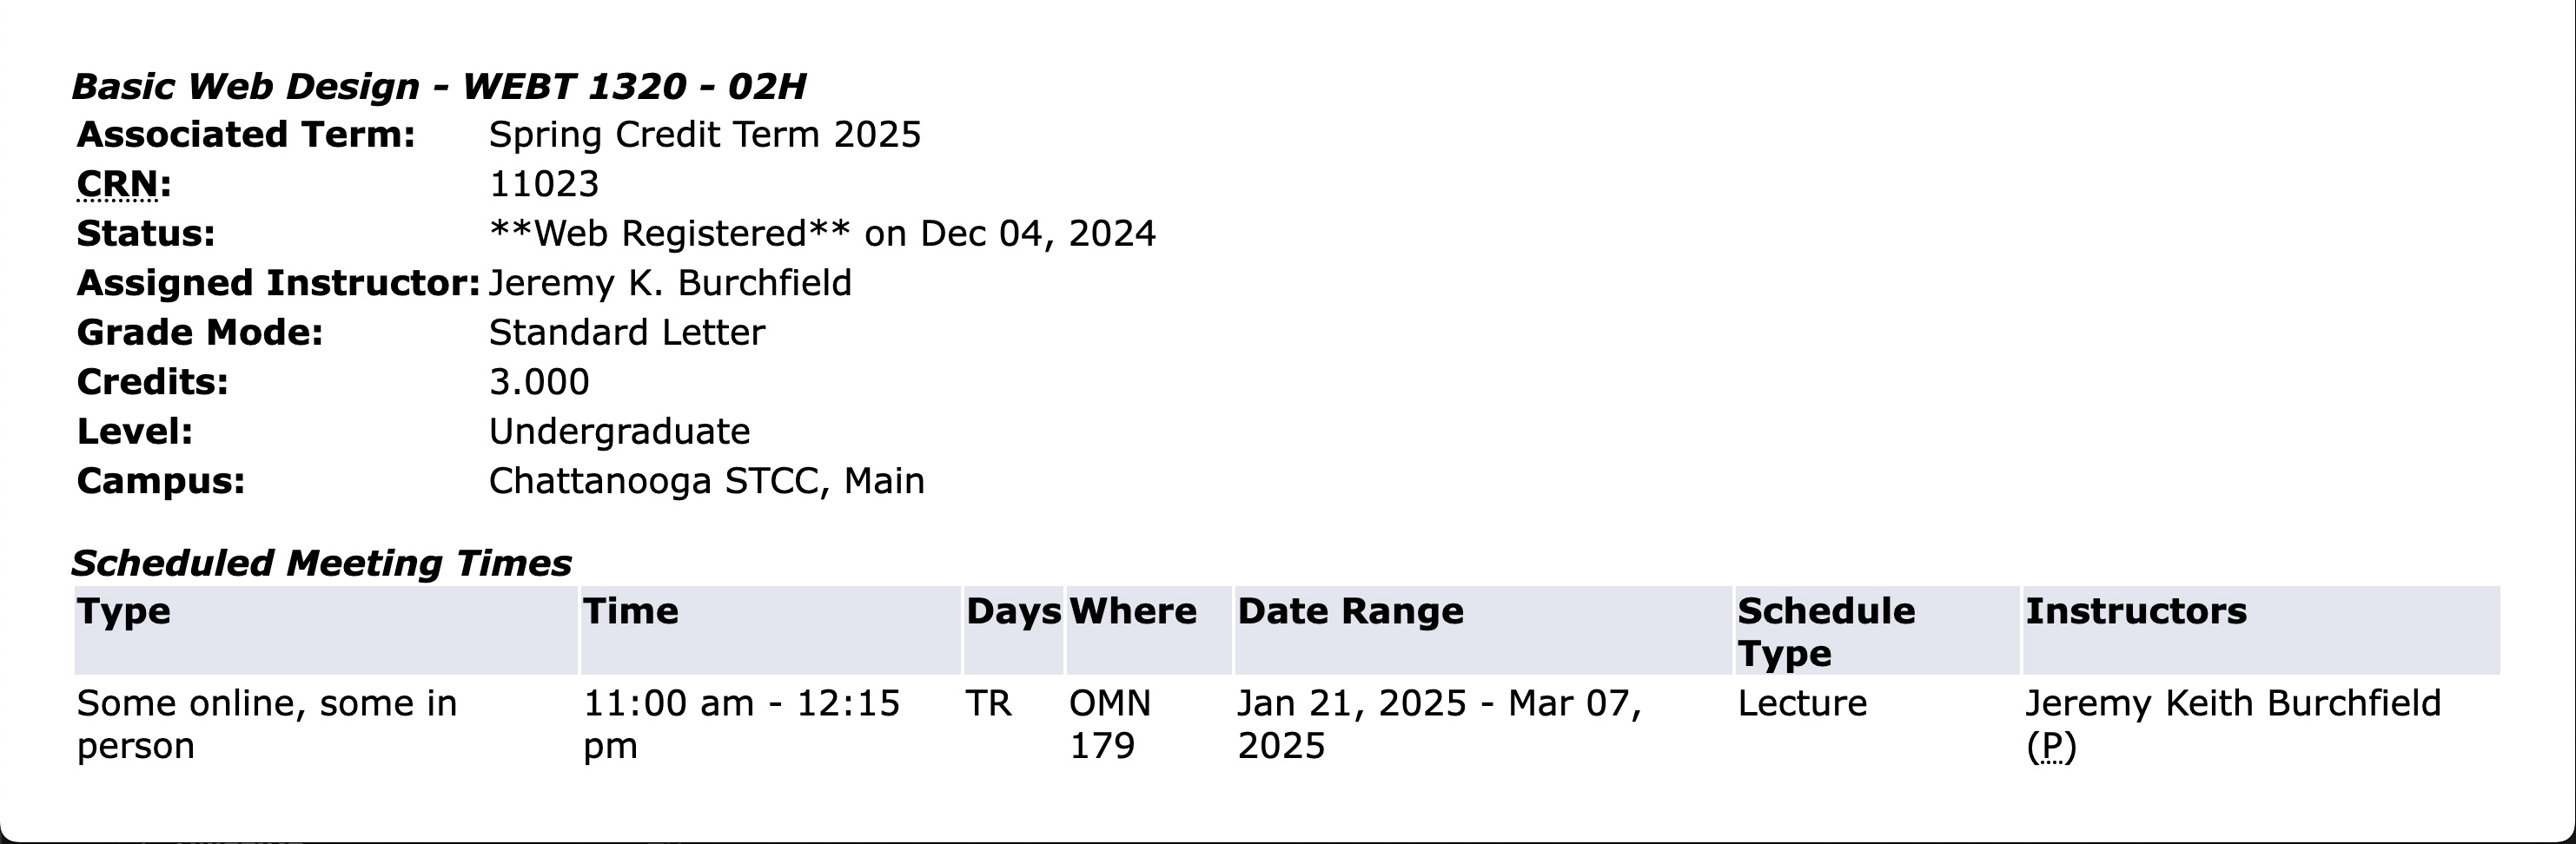 Basic Web Design - WEBT 1320 - 02H
Associated Term: Spring Credit Term 2025
CRN: 11023
Status: **Web Registered** on Dec 04, 2024
Assigned Instructor: Jeremy K. Burchfield
Grade Mode: Standard Letter
Credits: 3.000
Level: Undergraduate
Campus: Chattanooga STCC, Main
Scheduled Meeting Times
Type Time Days Where Date Range Schedule Type Instructors
Some online, some in person 11:00 am - 12:15 pm TR OMN 179 Jan 21, 2025 - Mar 07, 2025 Lecture Jeremy Keith Burchfield (P)